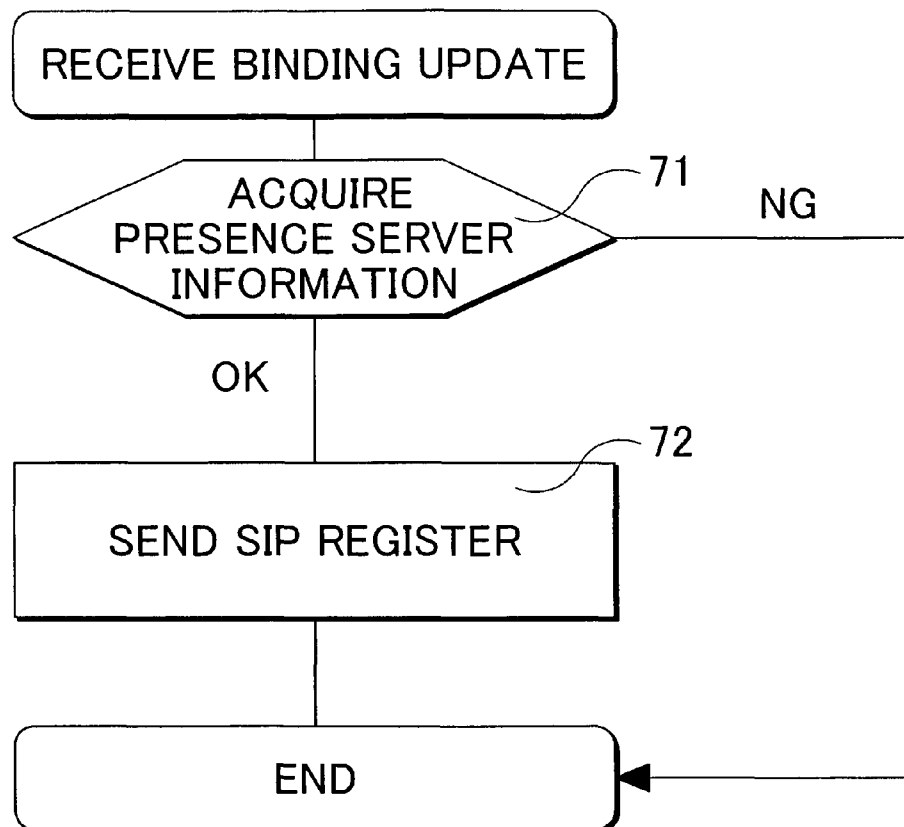 RECEIVE BINDING UPDATE
ACQUIRE
PRESENCE SERVER
INFORMATION
71
NG
OK
72
SEND SIP REGISTER
END